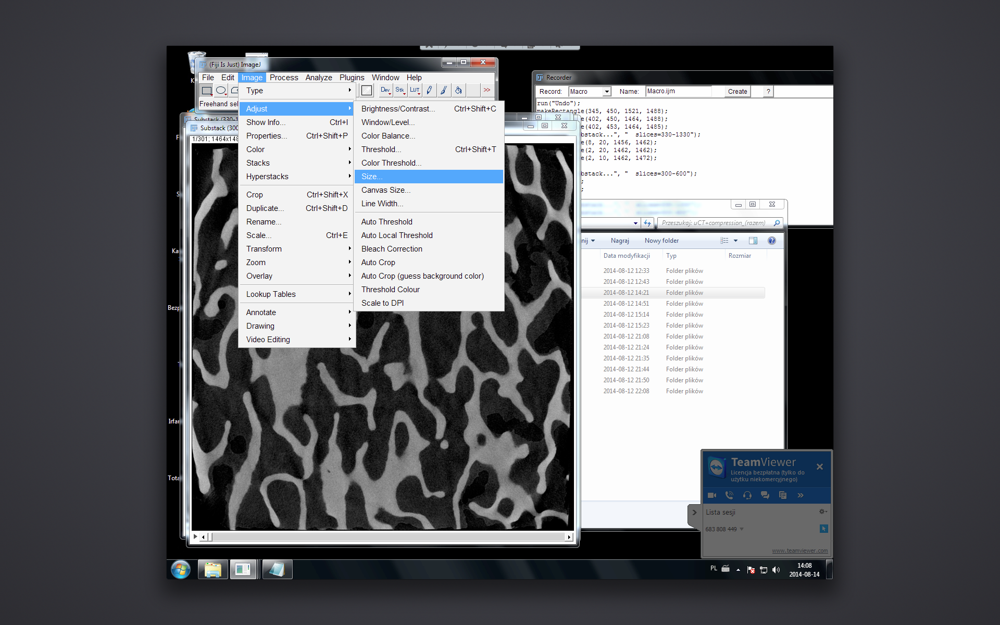 (Fiji Is Just) ImageJ
File Edit Image Process Analyze Plugins Window Help
Dev Stk LUT >>
Freehand sel
Type
Adjust
Show Info... Ctrl+I
Properties... Ctrl+Shift+P
Color
Stacks
Hyperstacks
Crop Ctrl+Shift+X
Duplicate... Ctrl+Shift+D
Rename...
Scale... Ctrl+E
Transform
Zoom
Overlay
Lookup Tables
Annotate
Drawing
Video Editing
Brightness/Contrast... Ctrl+Shift+C
Window/Level...
Color Balance...
Threshold... Ctrl+Shift+T
Color Threshold...
Size...
Canvas Size...
Line Width...
Auto Threshold
Auto Local Threshold
Bleach Correction
Auto Crop
Auto Crop (guess background color)
Threshold Colour
Scale to DPI
Substack (330-1
Substack (300
1/301; 1464x148
Recorder
Record: Macro Name: Macro.ijm Create ?
run("Undo");
makeRectangle(345, 450, 1521, 1488);
e(402, 450, 1464, 1488);
e(402, 453, 1464, 1485);
bstack...", " slices=330-1330");
e(8, 20, 1456, 1462);
e(2, 20, 1462, 1462);
e(2, 10, 1462, 1472);
bstack...", " slices=300-600");
;
;
Przeszukaj: uCT+compression_(razem)
nij Nagraj Nowy folder
Data modyfikacji Typ Rozmiar
2014-08-12 12:33 Folder plików
2014-08-12 12:43 Folder plików
2014-08-12 14:21 Folder plików
2014-08-12 14:51 Folder plików
2014-08-12 15:14 Folder plików
2014-08-12 15:23 Folder plików
2014-08-12 21:08 Folder plików
2014-08-12 21:24 Folder plików
2014-08-12 21:35 Folder plików
2014-08-12 21:44 Folder plików
2014-08-12 21:50 Folder plików
2014-08-12 22:08 Folder plików
K
F
S
Ka
Bezp
Irfar
Tota
TeamViewer
Licencja bezpłatna (tylko do
użytku niekomercyjnego)
Lista sesji
683 808 449
www.teamviewer.com
PL
14:08
2014-08-14